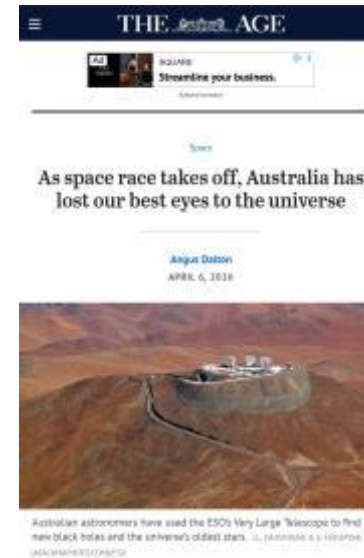 THE AGE
Ad
SQUARE
Streamline your business.
Advertisement
Space
As space race takes off, Australia has
lost our best eyes to the universe
Angus Dalton
APRIL 6, 2026
Australian astronomers have used the ESO's Very Large Telescope to find
new black holes and the universe's oldest stars.